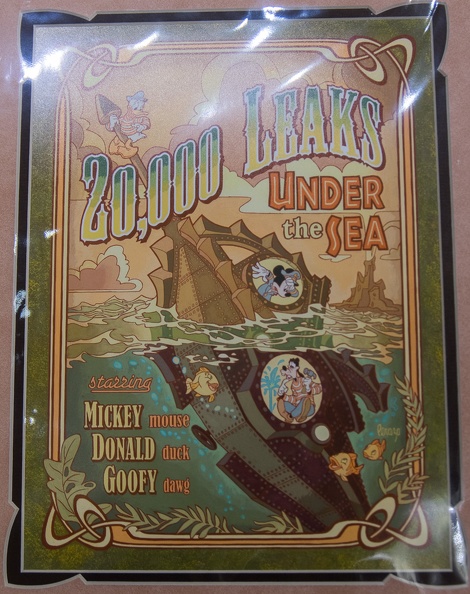 20,000 LEAKS
UNDER
the SEA
starring
MICKEY mouse
DONALD duck
GOOFY dawg